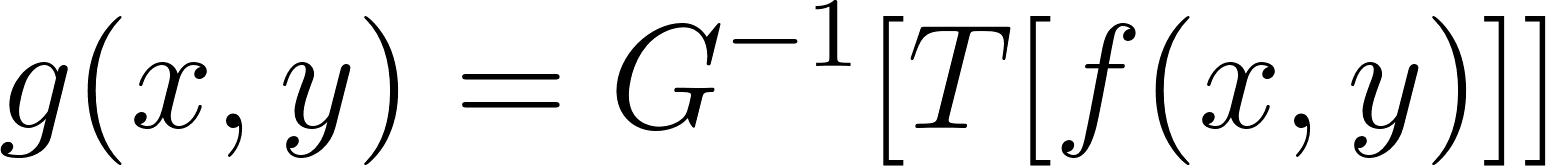 g(x, y) = G⁻¹[T[f(x, y)]]